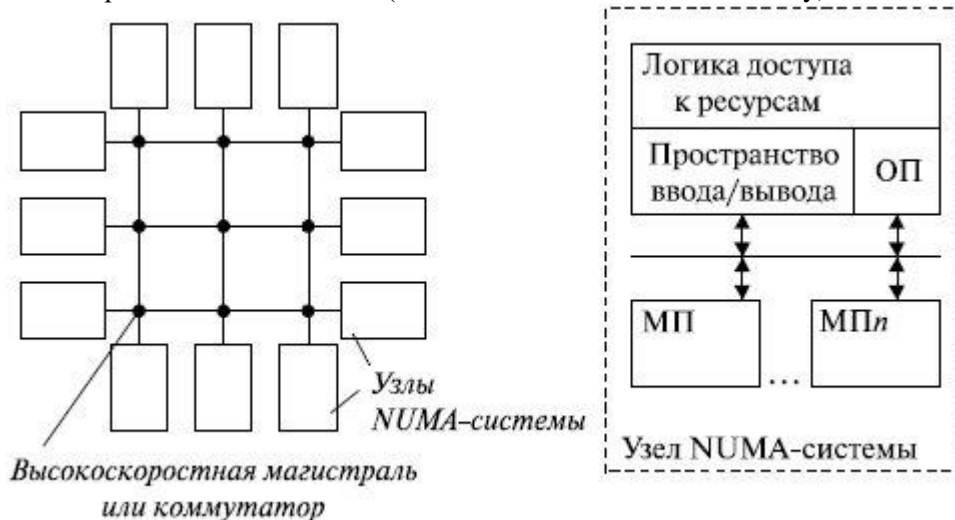 Узлы
NUMA-системы
Высокоскоростная магистраль
или коммутатор
Логика доступа
к ресурсам
Пространство
ввода/вывода
ОП
МП
...
МПn
Узел NUMA-системы